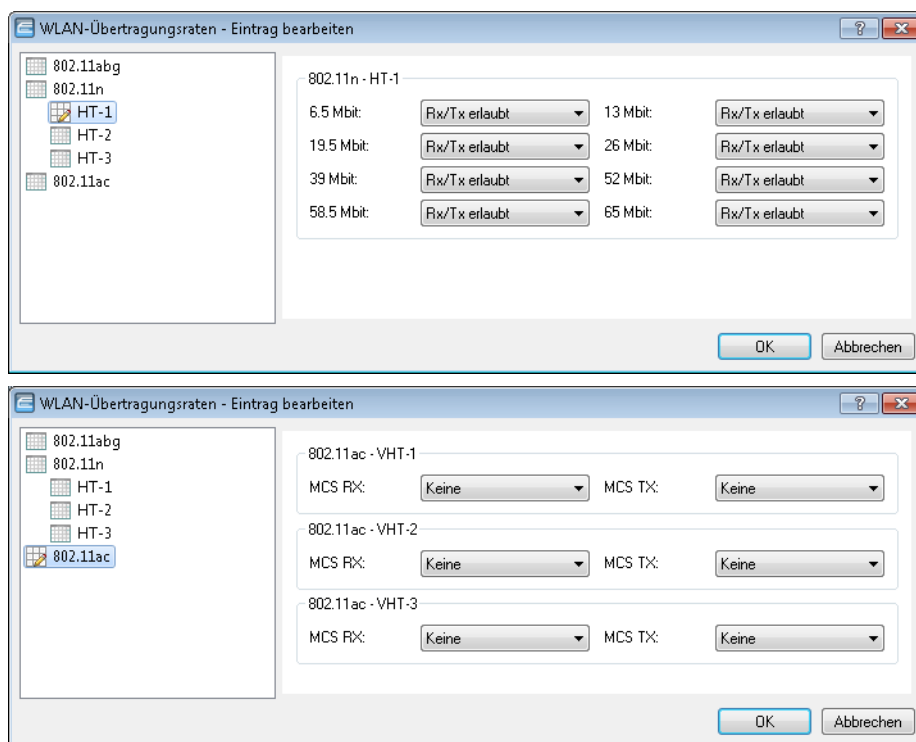 WLAN-Übertragungsraten - Eintrag bearbeiten
802.11abg
802.11n
HT-1
HT-2
HT-3
802.11ac
802.11n - HT-1
6.5 Mbit: Rx/Tx erlaubt 13 Mbit: Rx/Tx erlaubt
19.5 Mbit: Rx/Tx erlaubt 26 Mbit: Rx/Tx erlaubt
39 Mbit: Rx/Tx erlaubt 52 Mbit: Rx/Tx erlaubt
58.5 Mbit: Rx/Tx erlaubt 65 Mbit: Rx/Tx erlaubt
OK Abbrechen
WLAN-Übertragungsraten - Eintrag bearbeiten
802.11abg
802.11n
HT-1
HT-2
HT-3
802.11ac
802.11ac - VHT-1
MCS RX: Keine MCS TX: Keine
802.11ac - VHT-2
MCS RX: Keine MCS TX: Keine
802.11ac - VHT-3
MCS RX: Keine MCS TX: Keine
OK Abbrechen